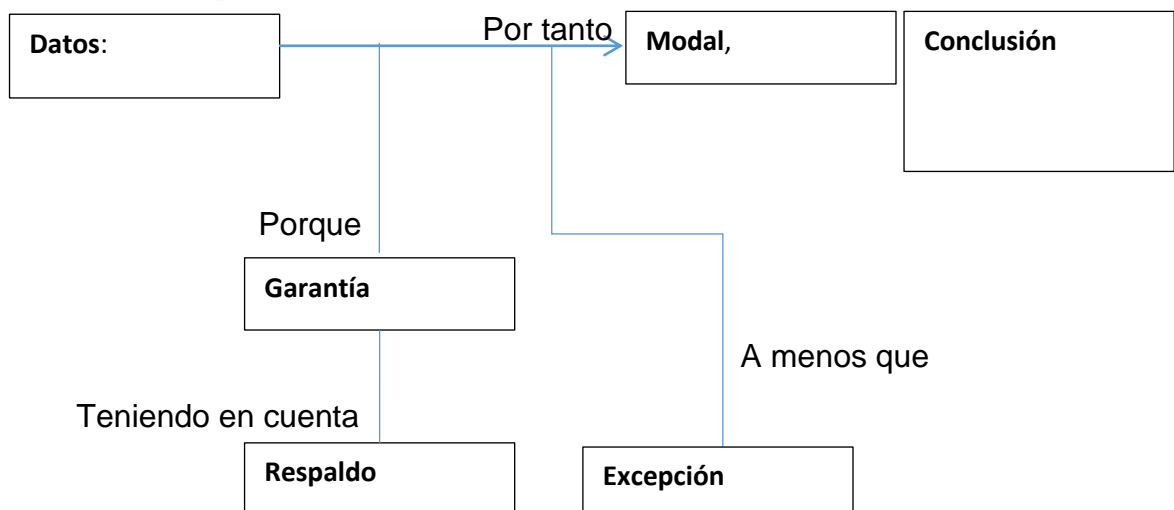 Datos:
Por tanto
Modal,
Conclusión
Porque
Garantía
A menos que
Teniendo en cuenta
Respaldo
Excepción